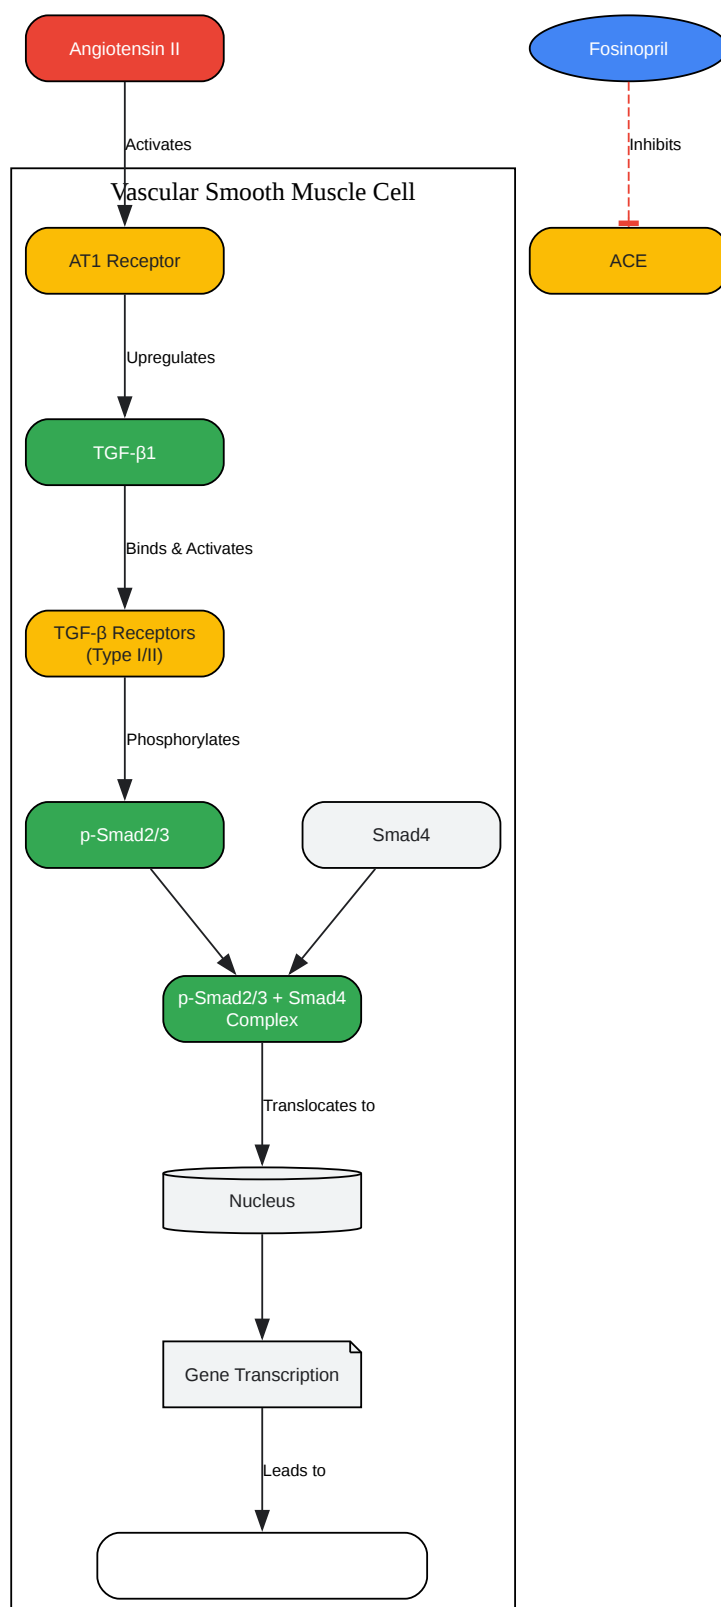 Angiotensin II
Fosinopril
Activates
Inhibits
Vascular Smooth Muscle Cell
AT1 Receptor
ACE
Upregulates
TGF-β1
Binds & Activates
TGF-β Receptors
(Type I/II)
Phosphorylates
p-Smad2/3
Smad4
p-Smad2/3 + Smad4
Complex
Translocates to
Nucleus
Gene Transcription
Leads to